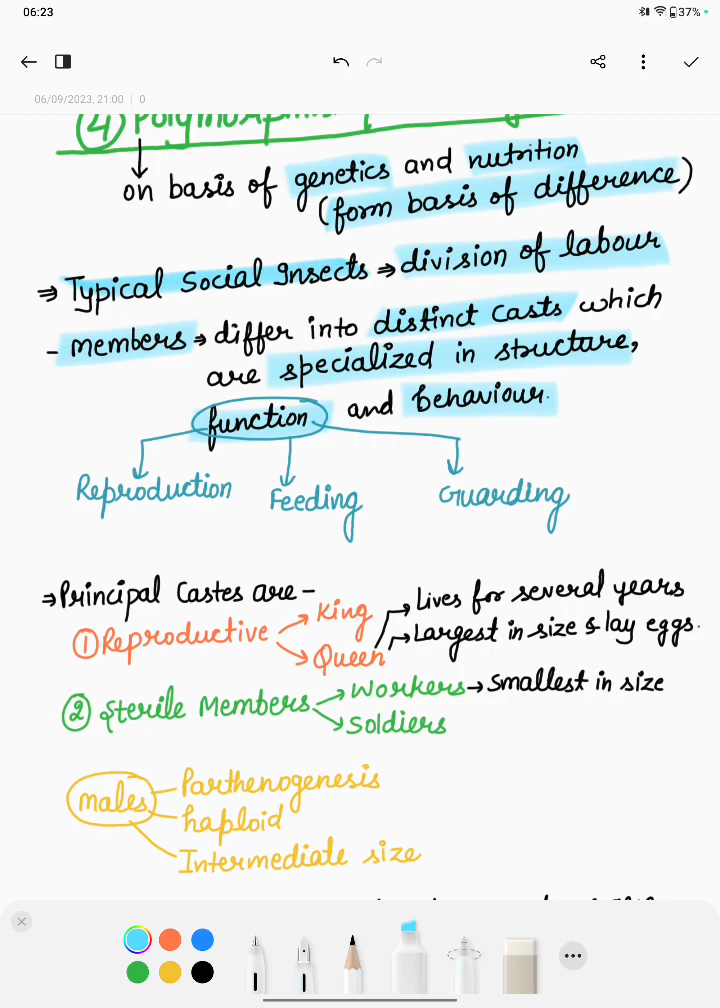 06:23
37%
06/09/2023, 21:00 | 0
④
on basis of genetics and nutrition
(form basis of difference)
⇒ Typical Social Insects ⇒ division of labour
- members → differ into distinct casts which
are specialized in structure,
function and behaviour.
Reproduction Feeding Guarding
⇒ Principal Castes are -
① Reproductive King
Queen
→ Lives for several years
→ Largest in size & lay eggs.
② Sterile Members → Workers → Smallest in size
→ Soldiers
males
Parthenogenesis
haploid
Intermediate size